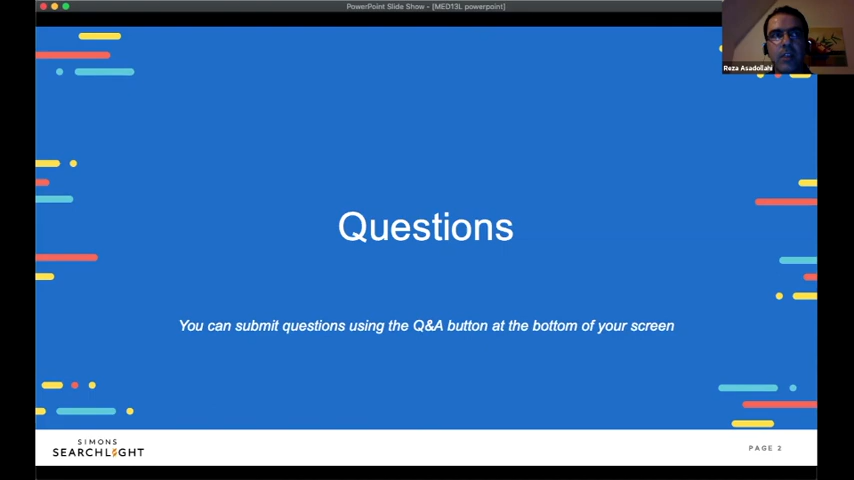 PowerPoint Slide Show - [MED13L powerpoint]
Reza Asadollahi
Questions
You can submit questions using the Q&A button at the bottom of your screen
SIMONS
SEARCHLIGHT
PAGE 2